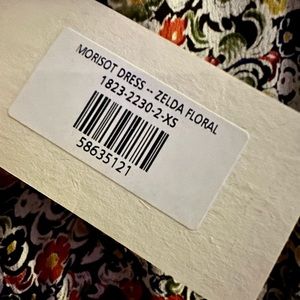 MORISOT DRESS -- ZELDA FLORAL
1823-2230-2-XS
58635121